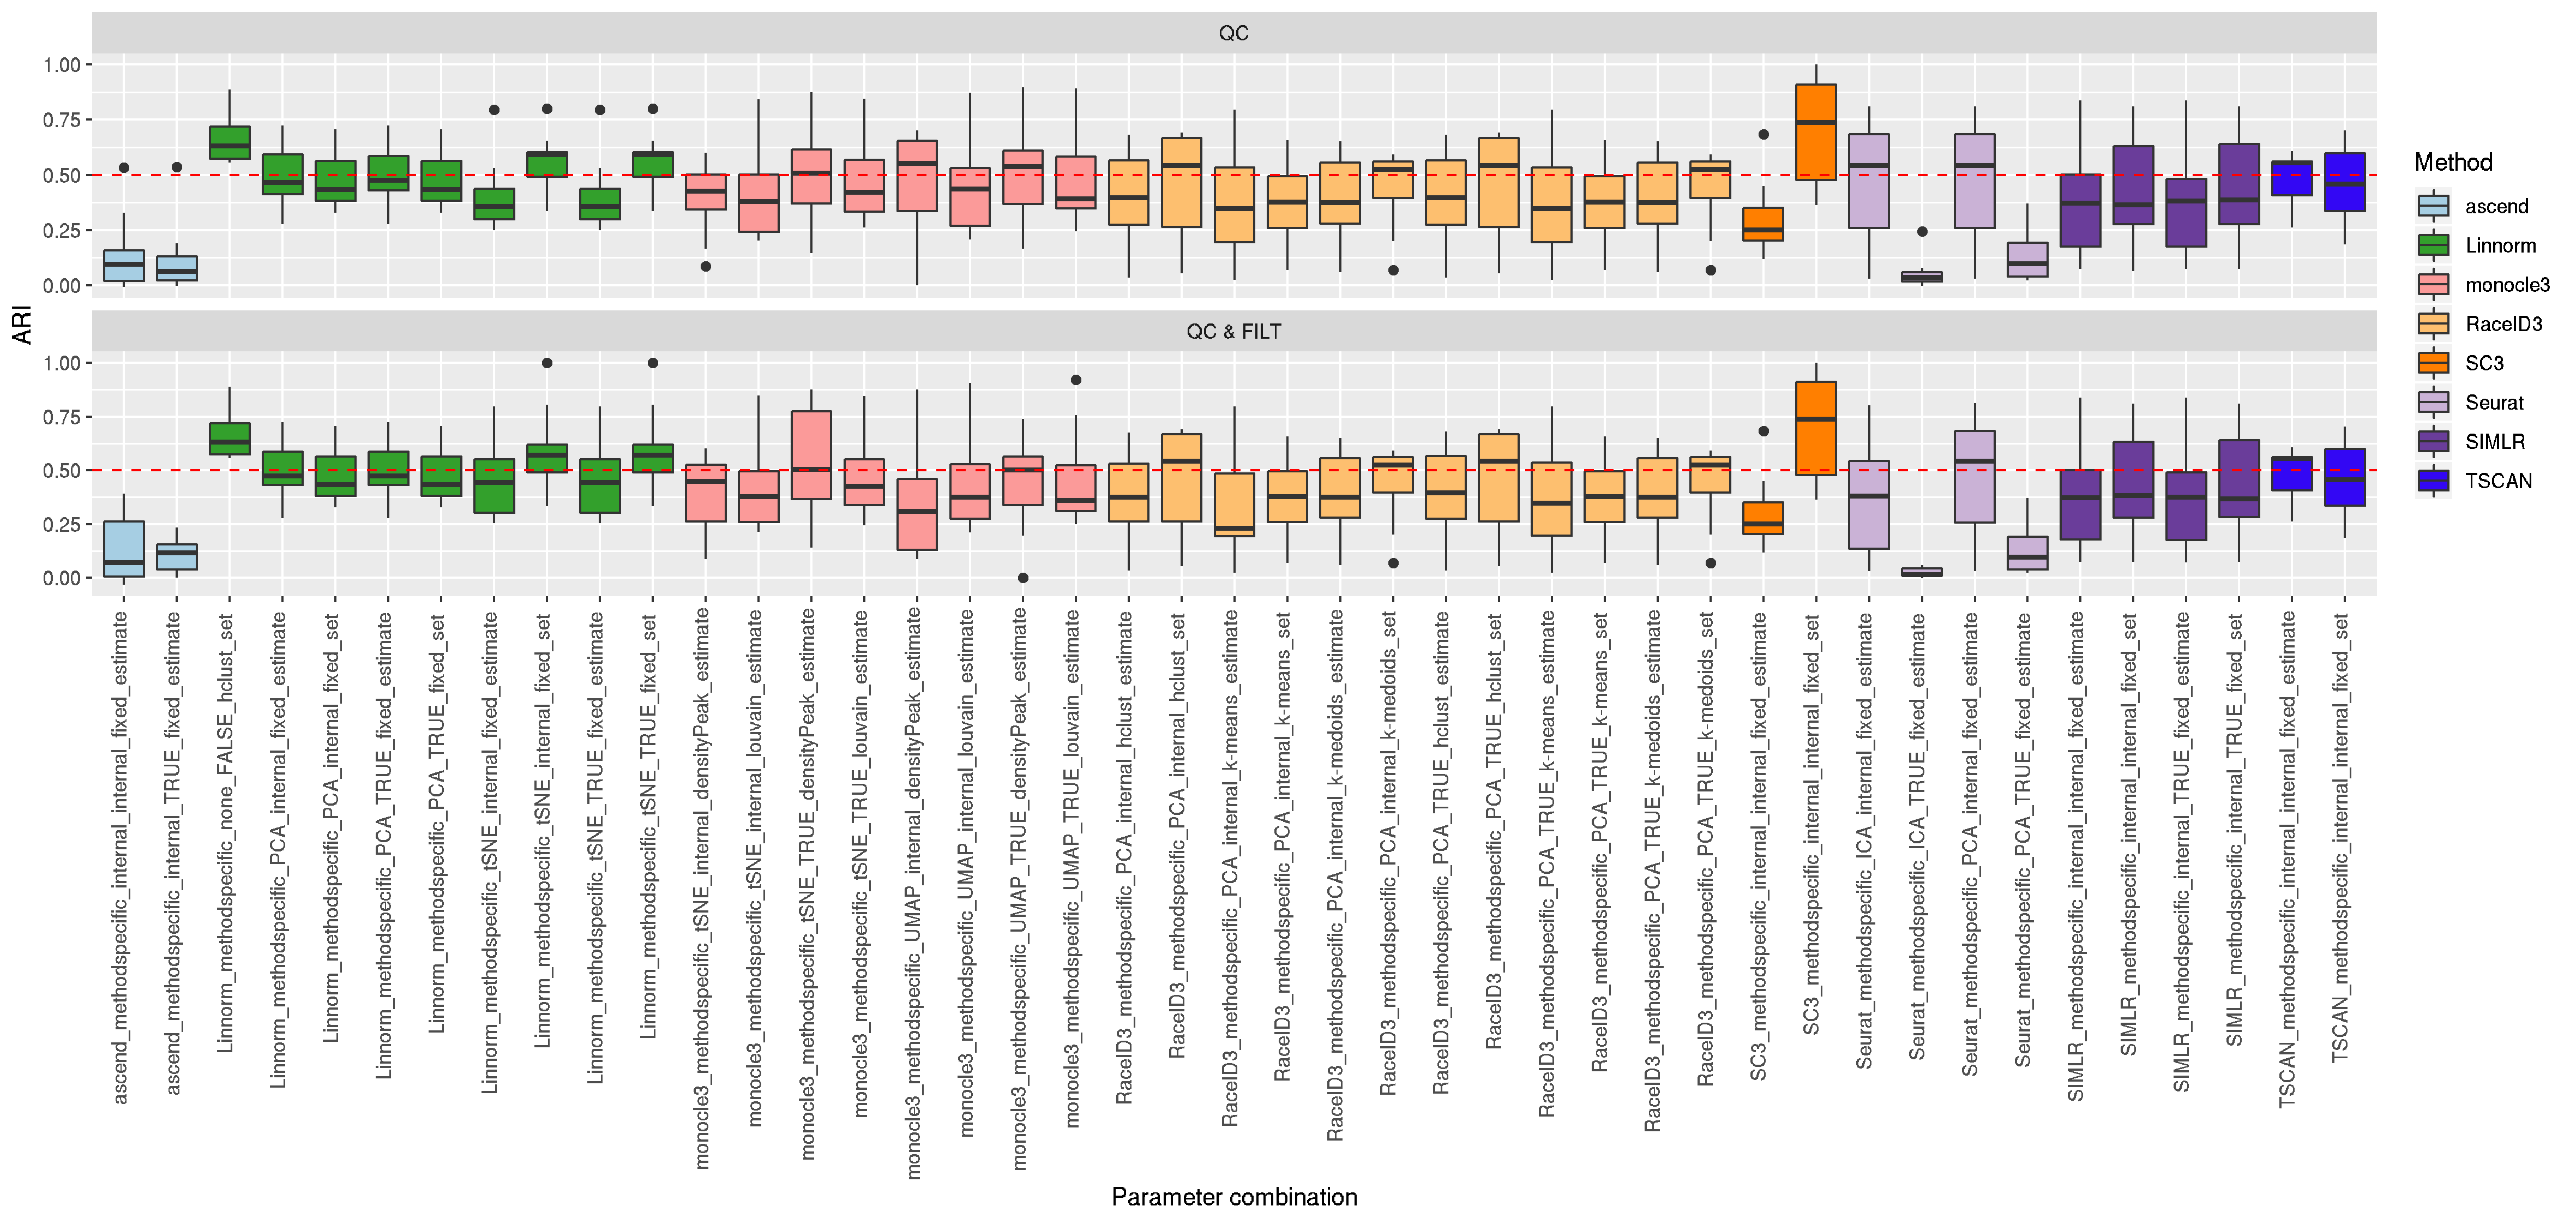 QC
1.00
0.75
0.50
0.25
0.00
QC & FILT
1.00
0.75
0.50
0.25
0.00
ARI
ascend_methodspecific_internal_fixed_estimate
ascend_methodspecific_internal_TRUE_fixed_estimate
Linnorm_methodspecific_none_FALSE_hclust_set
Linnorm_methodspecific_PCA_internal_fixed_estimate
Linnorm_methodspecific_PCA_internal_fixed_set
Linnorm_methodspecific_PCA_TRUE_fixed_estimate
Linnorm_methodspecific_PCA_TRUE_fixed_set
Linnorm_methodspecific_tSNE_internal_fixed_estimate
Linnorm_methodspecific_tSNE_internal_fixed_set
Linnorm_methodspecific_tSNE_TRUE_fixed_estimate
Linnorm_methodspecific_tSNE_TRUE_fixed_set
monocle3_methodspecific_tSNE_internal_densityPeak_estimate
monocle3_methodspecific_tSNE_internal_louvain_estimate
monocle3_methodspecific_tSNE_TRUE_densityPeak_estimate
monocle3_methodspecific_tSNE_TRUE_louvain_estimate
monocle3_methodspecific_UMAP_internal_densityPeak_estimate
monocle3_methodspecific_UMAP_internal_louvain_estimate
monocle3_methodspecific_UMAP_TRUE_densityPeak_estimate
monocle3_methodspecific_UMAP_TRUE_louvain_estimate
RaceID3_methodspecific_PCA_internal_hclust_estimate
RaceID3_methodspecific_PCA_internal_hclust_set
RaceID3_methodspecific_PCA_internal_k-means_estimate
RaceID3_methodspecific_PCA_internal_k-means_set
RaceID3_methodspecific_PCA_internal_k-medoids_estimate
RaceID3_methodspecific_PCA_internal_k-medoids_set
RaceID3_methodspecific_PCA_TRUE_hclust_estimate
RaceID3_methodspecific_PCA_TRUE_hclust_set
RaceID3_methodspecific_PCA_TRUE_k-means_estimate
RaceID3_methodspecific_PCA_TRUE_k-means_set
RaceID3_methodspecific_PCA_TRUE_k-medoids_estimate
RaceID3_methodspecific_PCA_TRUE_k-medoids_set
SC3_methodspecific_internal_internal_fixed_estimate
SC3_methodspecific_internal_internal_fixed_set
Seurat_methodspecific_ICA_internal_fixed_estimate
Seurat_methodspecific_ICA_TRUE_fixed_estimate
Seurat_methodspecific_PCA_internal_fixed_estimate
Seurat_methodspecific_PCA_TRUE_fixed_estimate
SIMLR_methodspecific_internal_internal_fixed_estimate
SIMLR_methodspecific_internal_internal_fixed_set
SIMLR_methodspecific_internal_TRUE_fixed_estimate
SIMLR_methodspecific_internal_TRUE_fixed_set
TSCAN_methodspecific_internal_internal_fixed_estimate
TSCAN_methodspecific_internal_internal_fixed_set
Parameter combination
Method
ascend
Linnorm
monocle3
RaceID3
SC3
Seurat
SIMLR
TSCAN